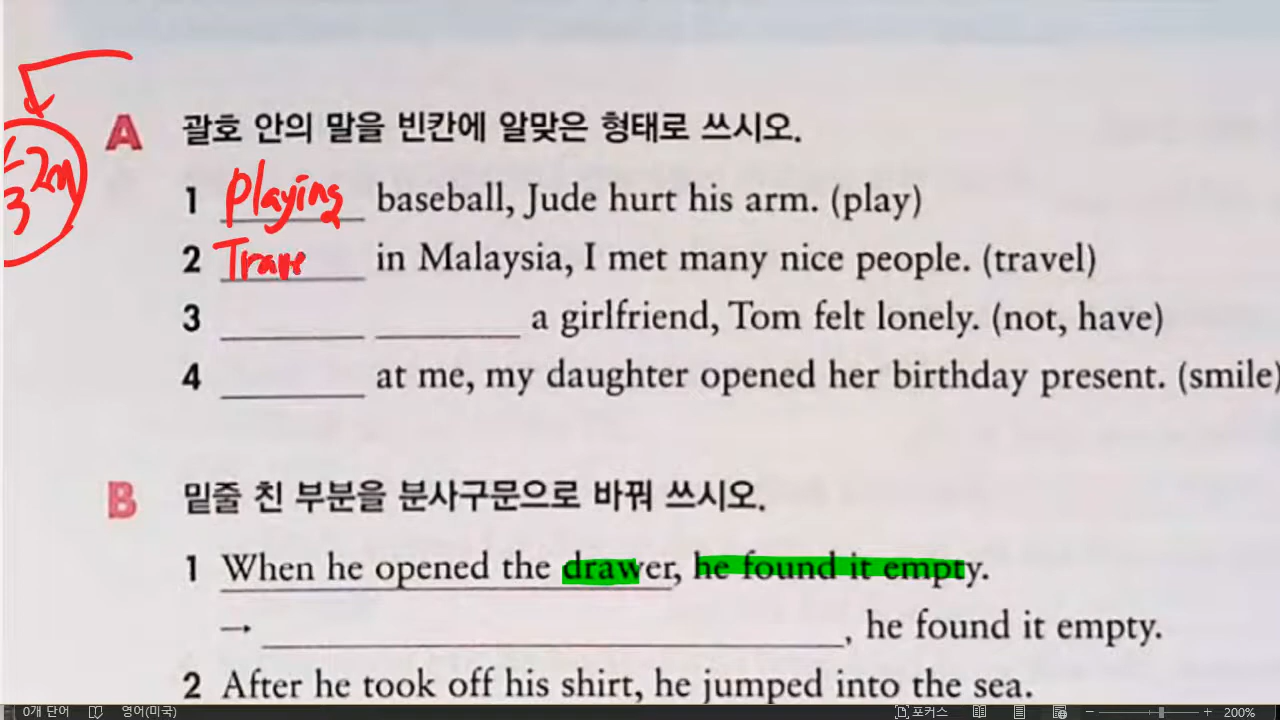 A 괄호 안의 말을 빈칸에 알맞은 형태로 쓰시오.
1 Playing baseball, Jude hurt his arm. (play)
2 Trave in Malaysia, I met many nice people. (travel)
3 a girlfriend, Tom felt lonely. (not, have)
4 at me, my daughter opened her birthday present. (smile)
B 밑줄 친 부분을 분사구문으로 바꿔 쓰시오.
1 When he opened the drawer, he found it empty.
→ , he found it empty.
2 After he took off his shirt, he jumped into the sea.
0개 단어 영어(미국) 포커스 200%